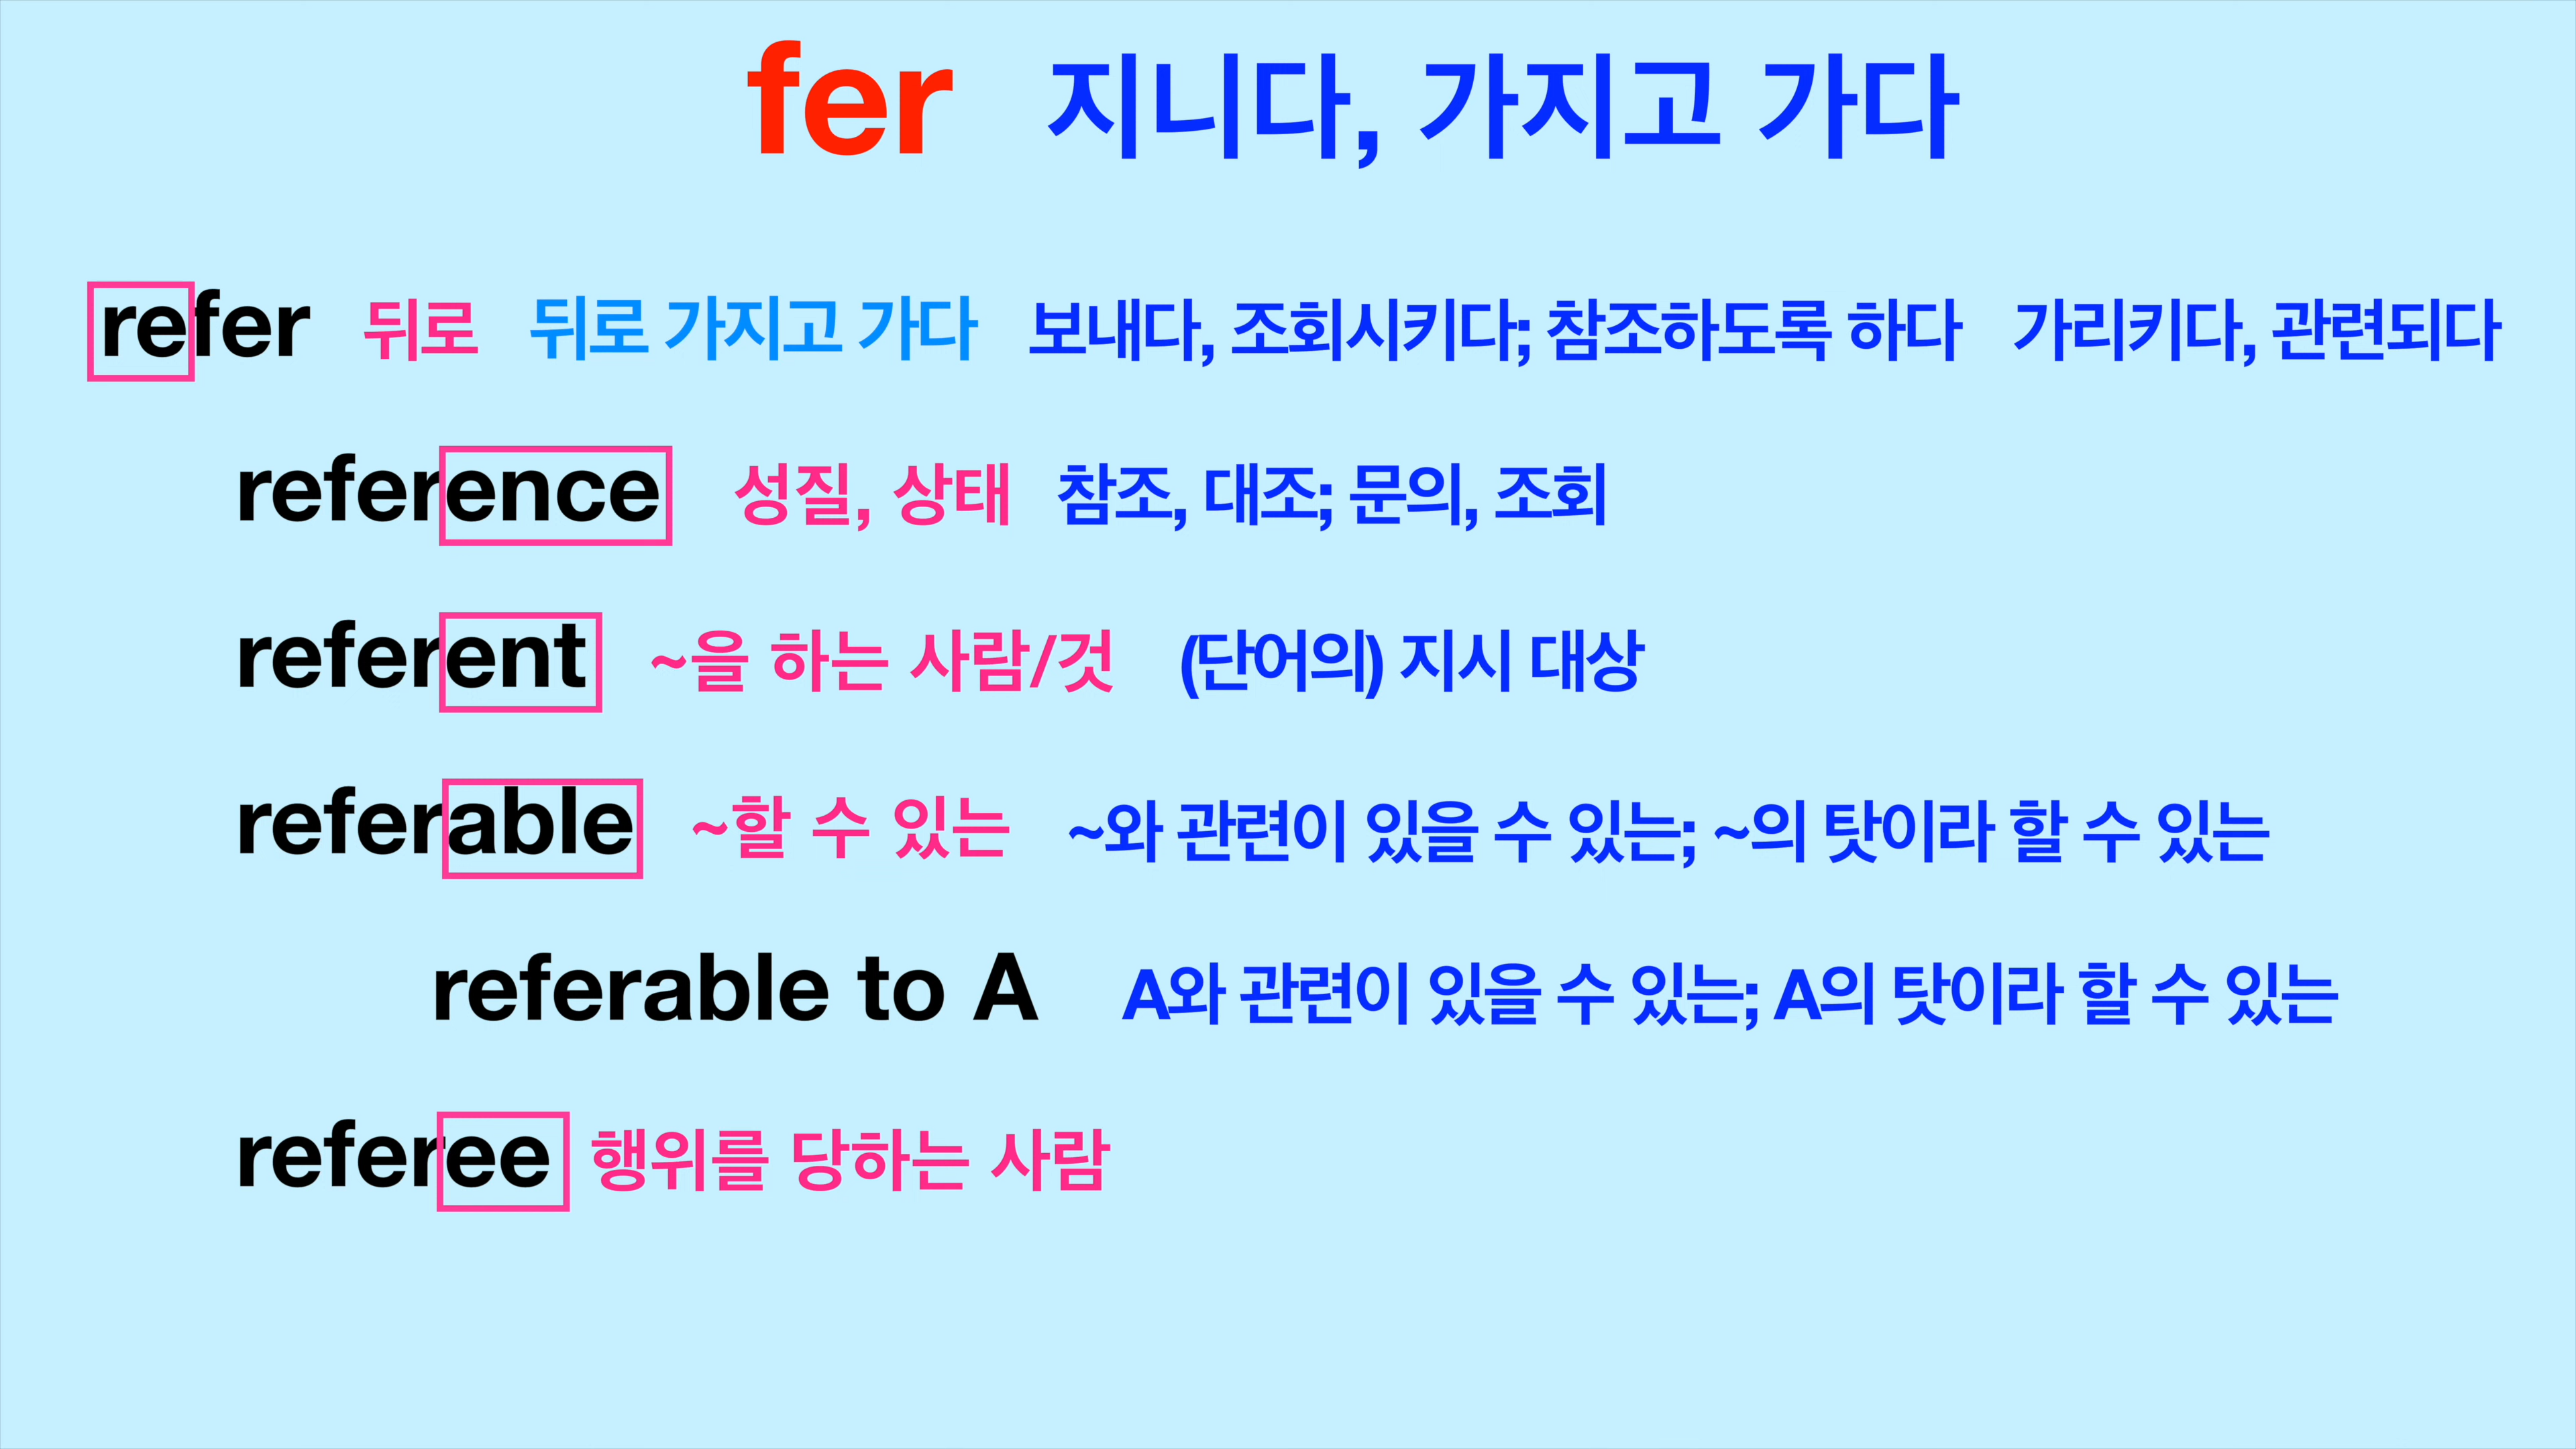 fer 지니다, 가지고 가다
refer 뒤로 뒤로 가지고 가다 보내다, 조회시키다; 참조하도록 하다 가리키다, 관련되다
reference 성질, 상태 참조, 대조; 문의, 조회
referent ~을 하는 사람/것 (단어의) 지시 대상
referable ~할 수 있는 ~와 관련이 있을 수 있는; ~의 탓이라 할 수 있는
referable to A A와 관련이 있을 수 있는; A의 탓이라 할 수 있는
referee 행위를 당하는 사람